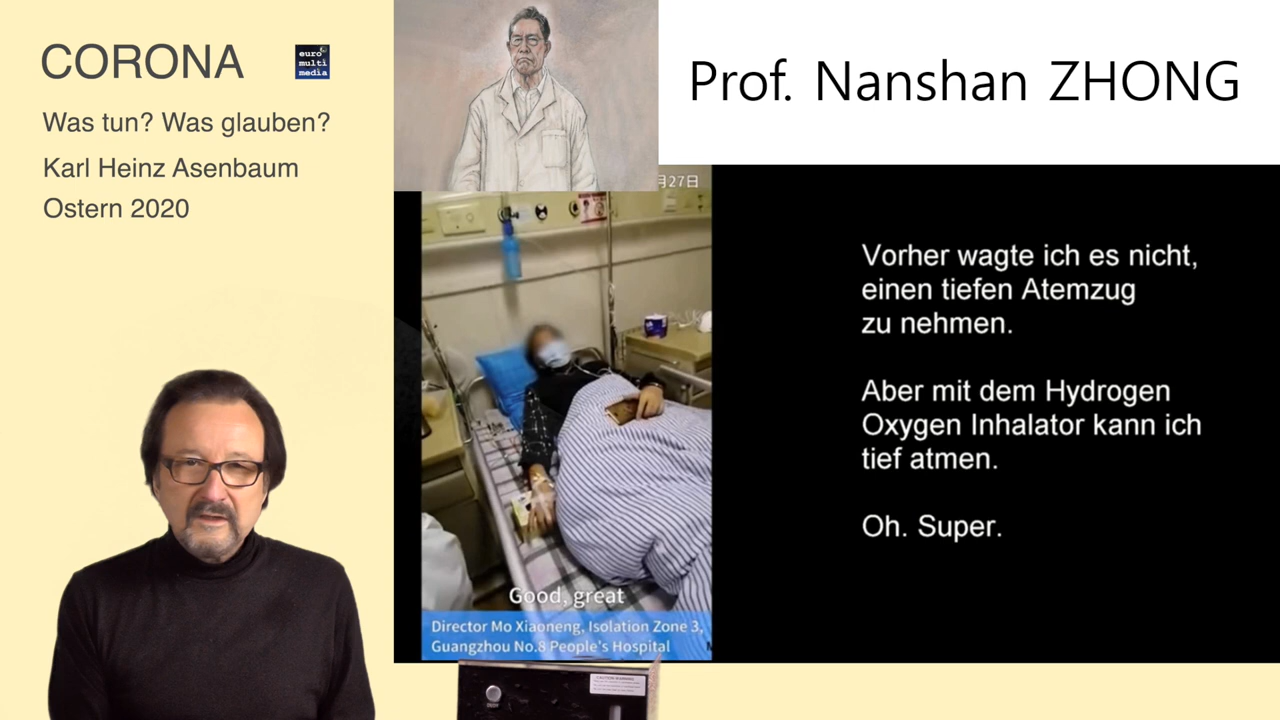 CORONA
euro
multi
media
Was tun? Was glauben?
Karl Heinz Asenbaum
Ostern 2020
Prof. Nanshan ZHONG
月27日
Vorher wagte ich es nicht,
einen tiefen Atemzug
zu nehmen.
Aber mit dem Hydrogen
Oxygen Inhalator kann ich
tief atmen.
Oh. Super.
Good, great
Director Mo Xiaoneng, Isolation Zone 3,
Guangzhou No.8 People's Hospital